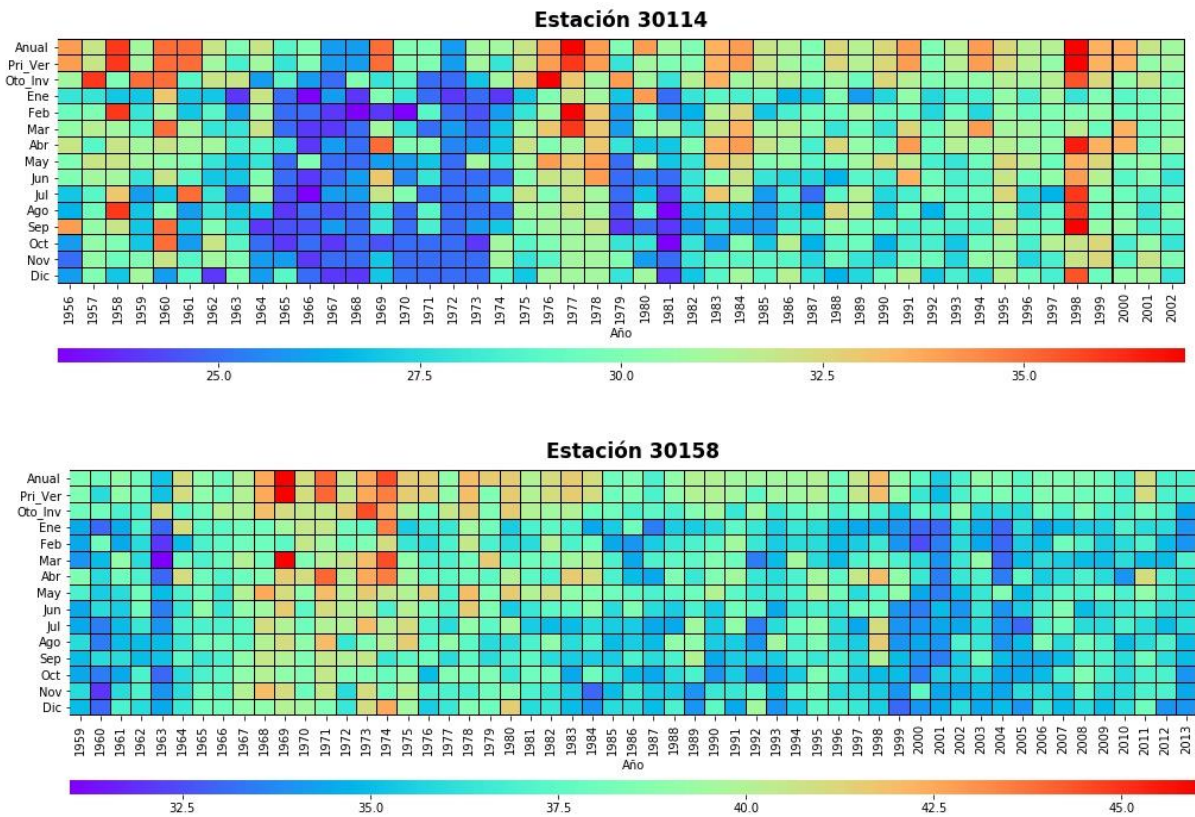 Estación 30114
Anual
Pri_Ver
Oto_Inv
Ene
Feb
Mar
Abr
May
Jun
Jul
Ago
Sep
Oct
Nov
Dic
1956 1957 1958 1959 1960 1961 1962 1963 1964 1965 1966 1967 1968 1969 1970 1971 1972 1973 1974 1975 1976 1977 1978 1979 1980 1981 1982 1983 1984 1985 1986 1987 1988 1989 1990 1991 1992 1993 1994 1995 1996 1997 1998 1999 2000 2001 2002
Año
25.0 27.5 30.0 32.5 35.0
Estación 30158
Anual
Pri_Ver
Oto_Inv
Ene
Feb
Mar
Abr
May
Jun
Jul
Ago
Sep
Oct
Nov
Dic
1959 1960 1961 1962 1963 1964 1965 1966 1967 1968 1969 1970 1971 1972 1973 1974 1975 1976 1977 1978 1979 1980 1981 1982 1983 1984 1985 1986 1987 1988 1989 1990 1991 1992 1993 1994 1995 1996 1997 1998 1999 2000 2001 2002 2003 2004 2005 2006 2007 2008 2009 2010 2011 2012 2013
Año
32.5 35.0 37.5 40.0 42.5 45.0